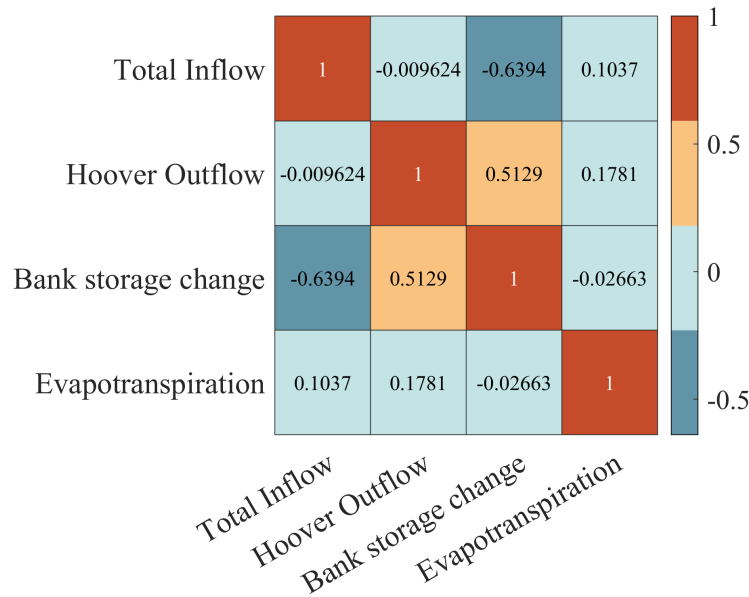 Total Inflow 1 -0.009624 -0.6394 0.1037
Hoover Outflow -0.009624 1 0.5129 0.1781
Bank storage change -0.6394 0.5129 1 -0.02663
Evapotranspiration 0.1037 0.1781 -0.02663 1
Total Inflow
Hoover Outflow
Bank storage change
Evapotranspiration
1
0.5
0
-0.5